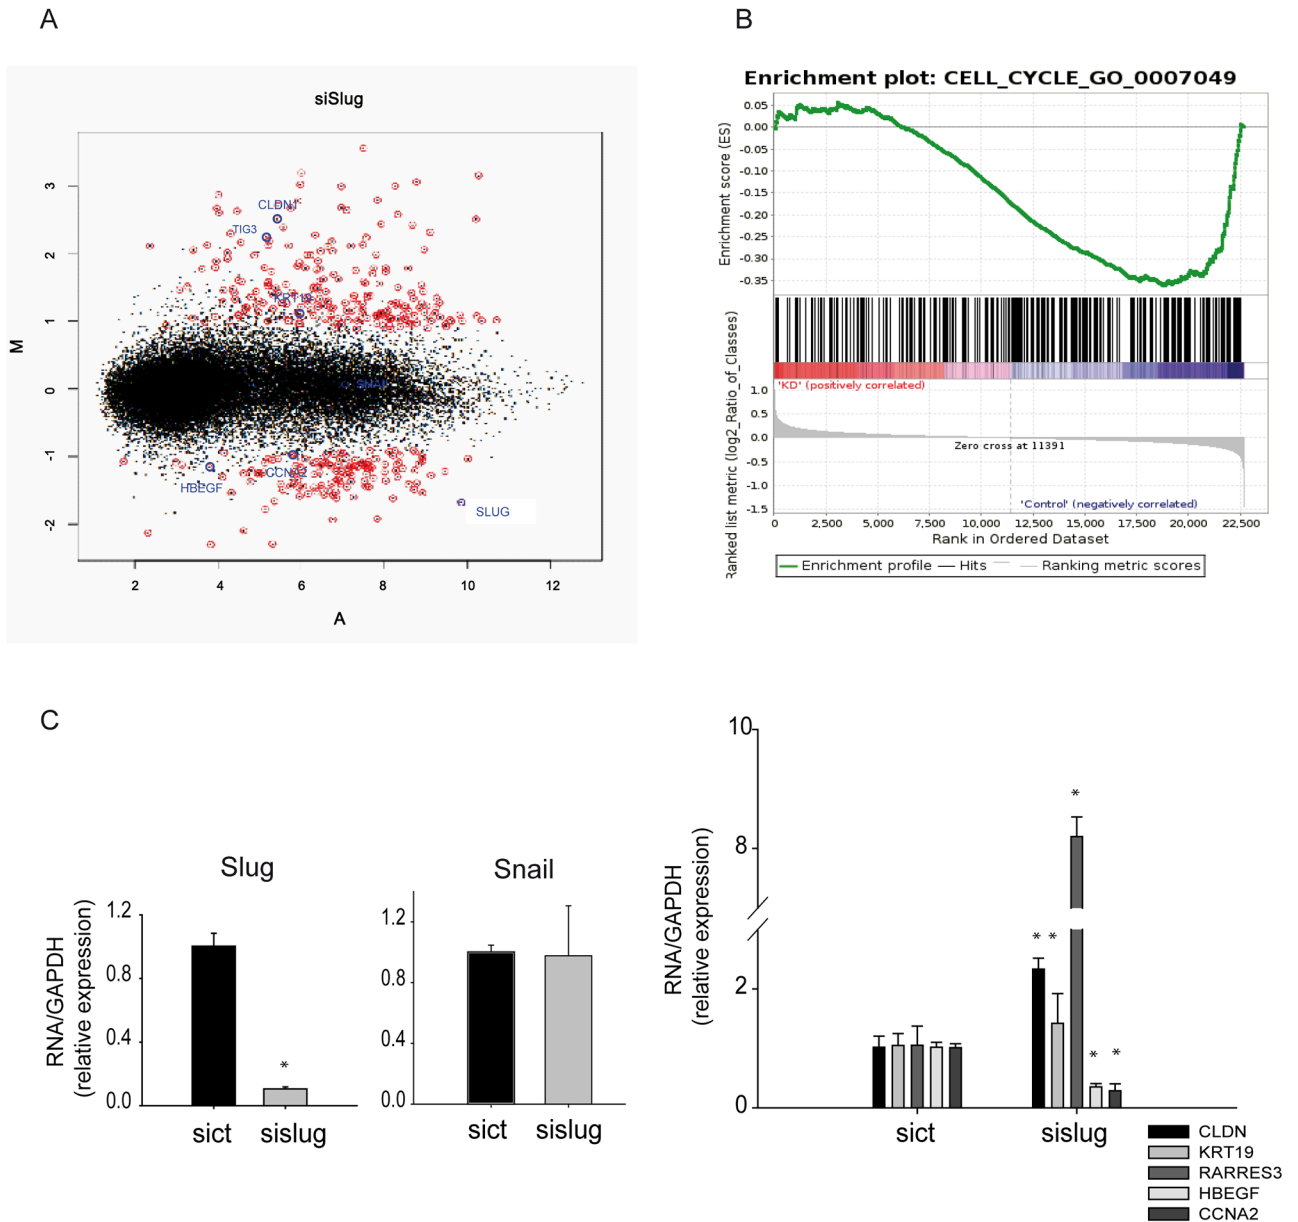 A
siSlug
M
3
2
1
0
-1
-2
CLDN1
TIG3
KRT19
SNAIL
CCNA2
HBEGF
SLUG
2 4 6 8 10 12
A
B
Enrichment plot: CELL_CYCLE_GO_0007049
Enrichment score (ES)
0.05
0.00
-0.05
-0.10
-0.15
-0.20
-0.25
-0.30
-0.35
Ranked list metric (log2_Ratio_of_Classes)
'KD' (positively correlated)
1.0
0.5
0.0
-0.5
-1.0
-1.5
Zero cross at 11391
'Control' (negatively correlated)
0 2,500 5,000 7,500 10,000 12,500 15,000 17,500 20,000 22,500
Rank in Ordered Dataset
Enrichment profile Hits Ranking metric scores
C
Slug
RNA/GAPDH
(relative expression)
1.2
0.8
0.4
0.0
*
sict sislug
Snail
1.2
0.8
0.4
0.0
sict sislug
RNA/GAPDH
(relative expression)
10
8
2
0
*
* *
* *
sict sislug
CLDN
KRT19
RARRES3
HBEGF
CCNA2